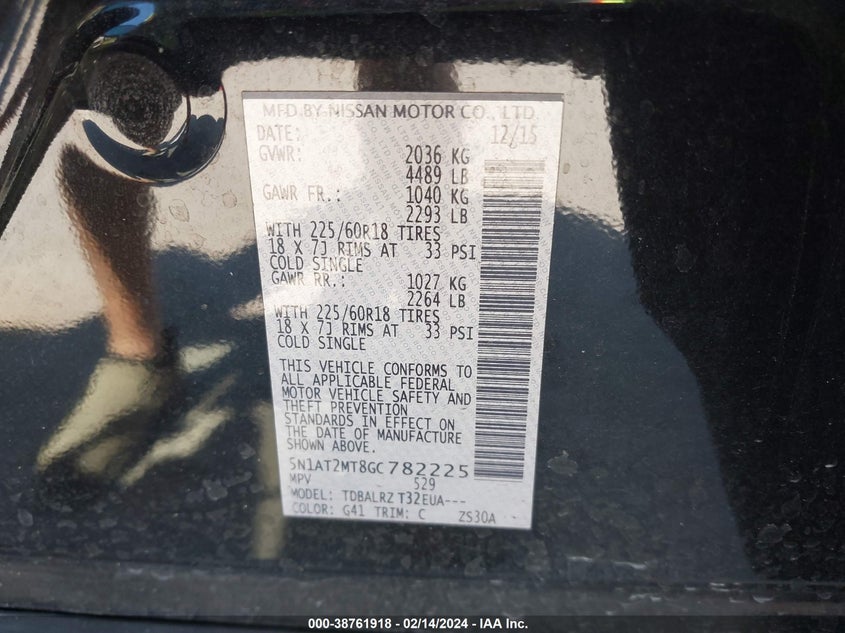 MFD BY NISSAN MOTOR CO., LTD.
DATE: 12/15
GVWR: 2036 KG
4489 LB
GAWR FR.: 1040 KG
2293 LB
WITH 225/60R18 TIRES
18 X 7J RIMS AT 33 PSI
COLD SINGLE
GAWR RR.: 1027 KG
2264 LB
WITH 225/60R18 TIRES
18 X 7J RIMS AT 33 PSI
COLD SINGLE
THIS VEHICLE CONFORMS TO
ALL APPLICABLE FEDERAL
MOTOR VEHICLE SAFETY AND
THEFT PREVENTION
STANDARDS IN EFFECT ON
THE DATE OF MANUFACTURE
SHOWN ABOVE.
5N1AT2MT8GC782225
MPV 529
MODEL: TDBALRZ T32EUA---
COLOR: G41 TRIM: C ZS30A
000-38761918 - 02/14/2024 - IAA Inc.